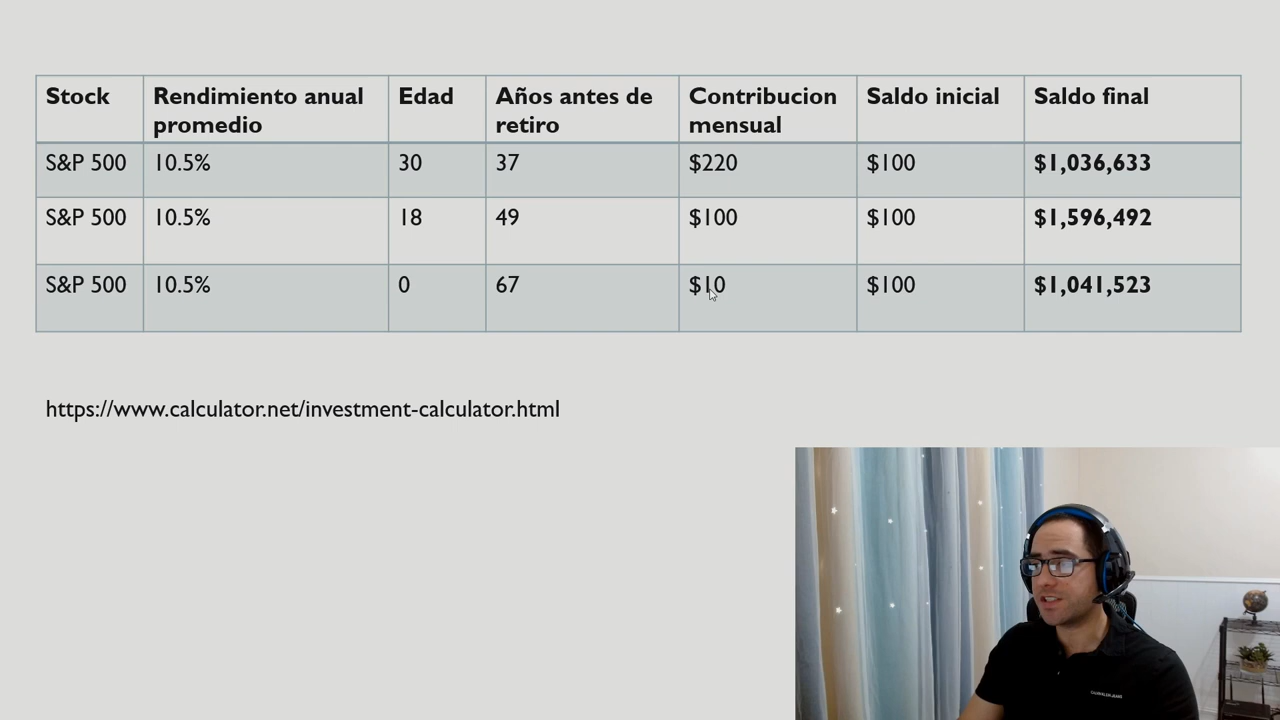 Stock Rendimiento anual promedio Edad Años antes de retiro Contribucion mensual Saldo inicial Saldo final
S&P 500 10.5% 30 37 $220 $100 $1,036,633
S&P 500 10.5% 18 49 $100 $100 $1,596,492
S&P 500 10.5% 0 67 $10 $100 $1,041,523
https://www.calculator.net/investment-calculator.html